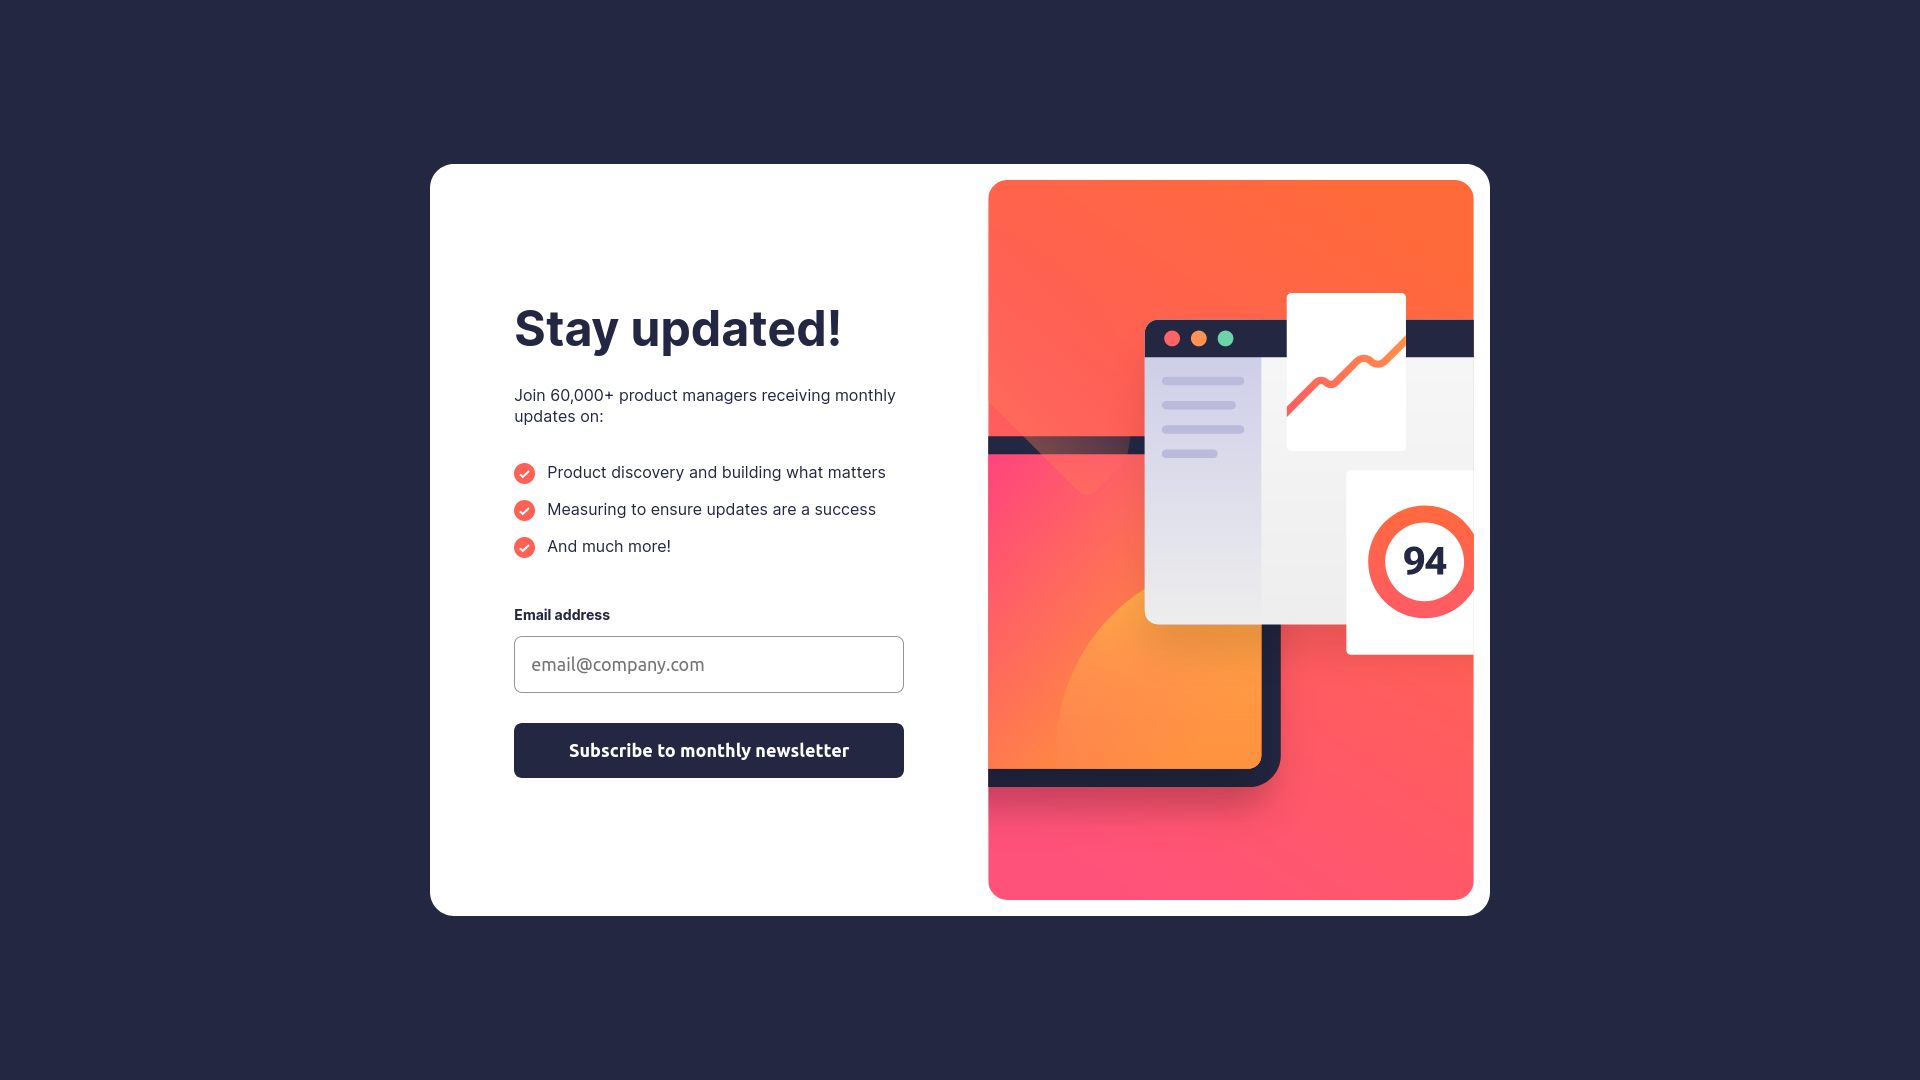 Stay updated!
Join 60,000+ product managers receiving monthly
updates on:
Product discovery and building what matters
Measuring to ensure updates are a success
And much more!
Email address
email@company.com
Subscribe to monthly newsletter
94